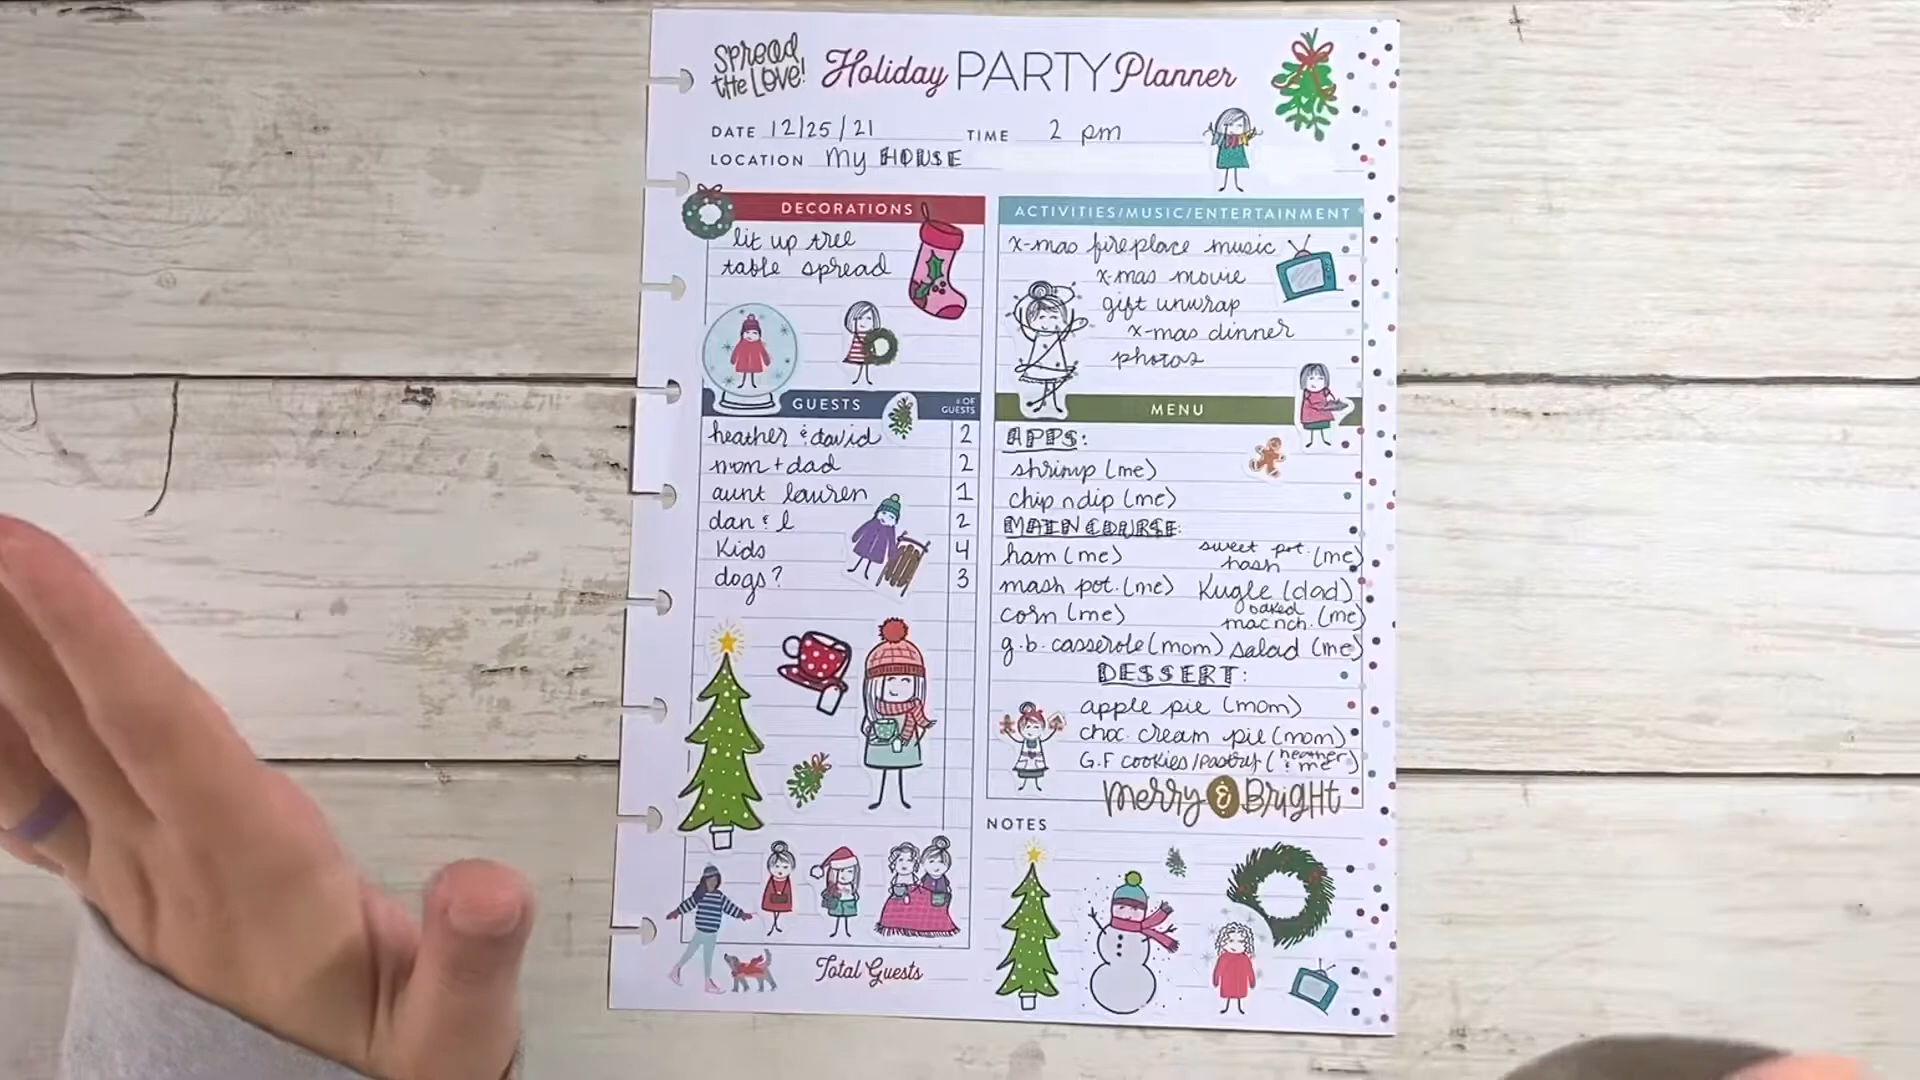 Spread the Love!
Holiday PARTY Planner
DATE 12/25/21 TIME 2 pm
LOCATION My HOUSE
DECORATIONS
lit up tree
table spread
GUESTS # OF GUESTS
heather & david 2
mom + dad 2
aunt lauren 1
dan & I 2
Kids 4
dogs? 3
Total Guests
ACTIVITIES/MUSIC/ENTERTAINMENT
x-mas fireplace music
x-mas movie
gift unwrap
x-mas dinner
photos
MENU
APPS:
shrimp (me)
chip n dip (me)
MAIN COURSE:
ham (me) sweet pot. hash (me)
mash pot. (me) Kugle (dad)
corn (me) baked mac n ch. (me)
g.b. casserole (mom) salad (me)
DESSERT:
apple pie (mom)
choc. cream pie (mom)
G.F cookies/pastry (heather & me)
merry & BRIGHT
NOTES